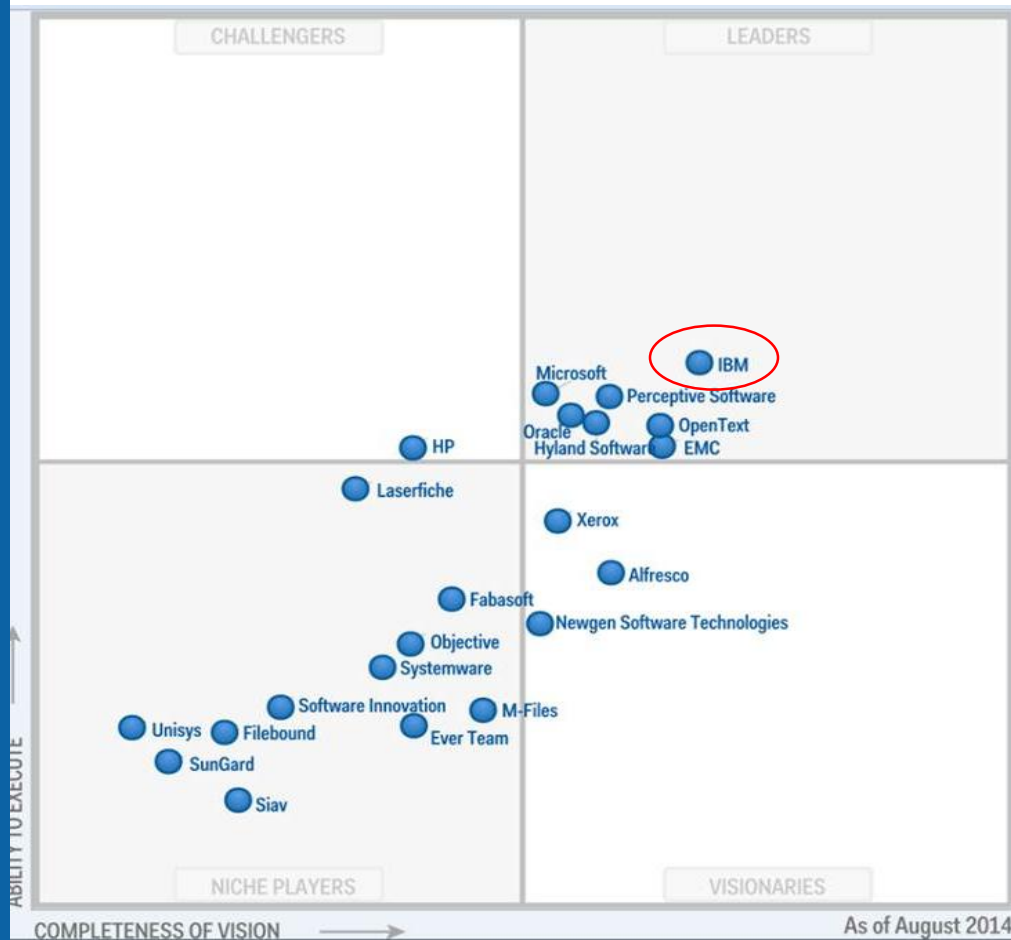 CHALLENGERS
LEADERS
IBM
Microsoft
Perceptive Software
Oracle
OpenText
Hyland Software
EMC
HP
Laserfiche
Xerox
Alfresco
Fabasoft
Newgen Software Technologies
Objective
Systemware
Software Innovation
M-Files
Unisys
Filebound
Ever Team
SunGard
Siav
ABILITY TO EXECUTE
NICHE PLAYERS
VISIONARIES
COMPLETENESS OF VISION
As of August 2014